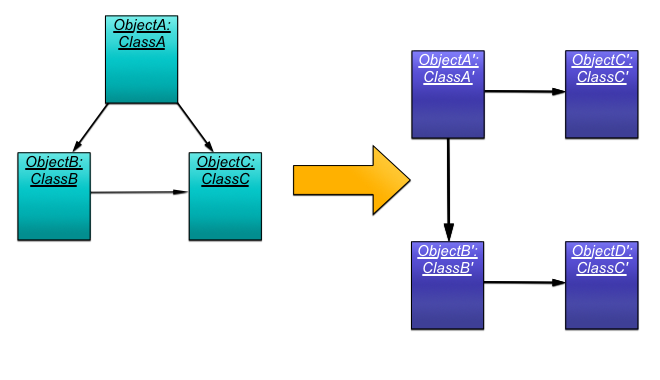 ObjectA:
ClassA
ObjectB:
ClassB
ObjectC:
ClassC
ObjectA':
ClassA'
ObjectC':
ClassC'
ObjectB':
ClassB'
ObjectD':
ClassC'